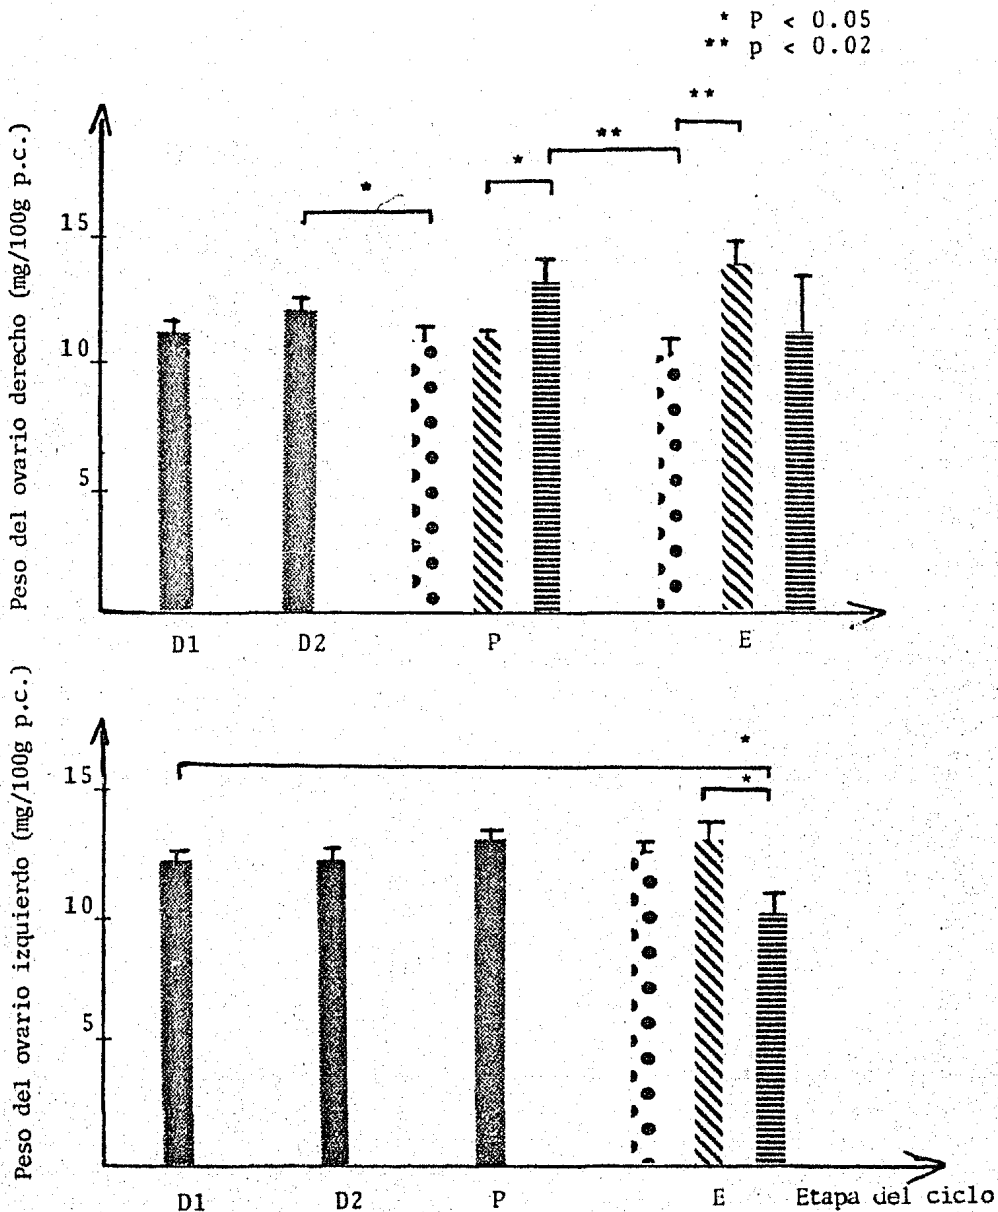 * P < 0.05
** p < 0.02
**
**
*
*
Peso del ovario derecho (mg/100g p.c.)
15
10
5
D1 D2 P E
Peso del ovario izquierdo (mg/100g p.c.)
*
*
15
10
5
D1 D2 P E Etapa del ciclo